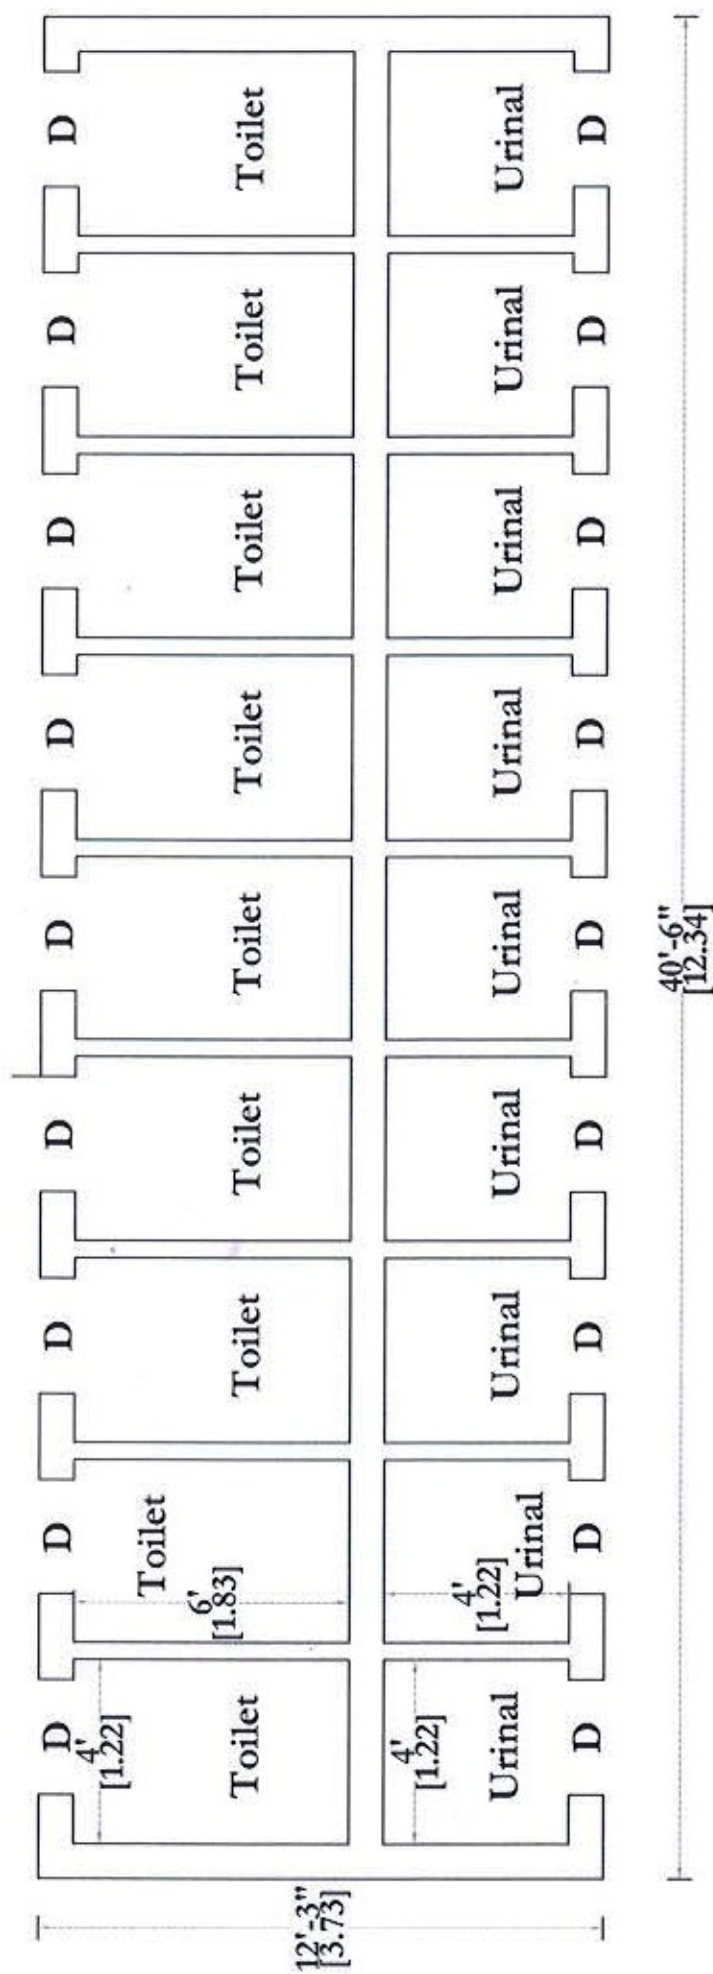 D D D D D D D D D
4'
[1.22]
Toilet
6'
[1.83]
Toilet Toilet Toilet Toilet Toilet Toilet Toilet Toilet
12'-3"
[3.73]
4'
[1.22]
4'
[1.22]
Urinal Urinal Urinal Urinal Urinal Urinal Urinal Urinal Urinal
D D D D D D D D D
40'-6"
[12.34]